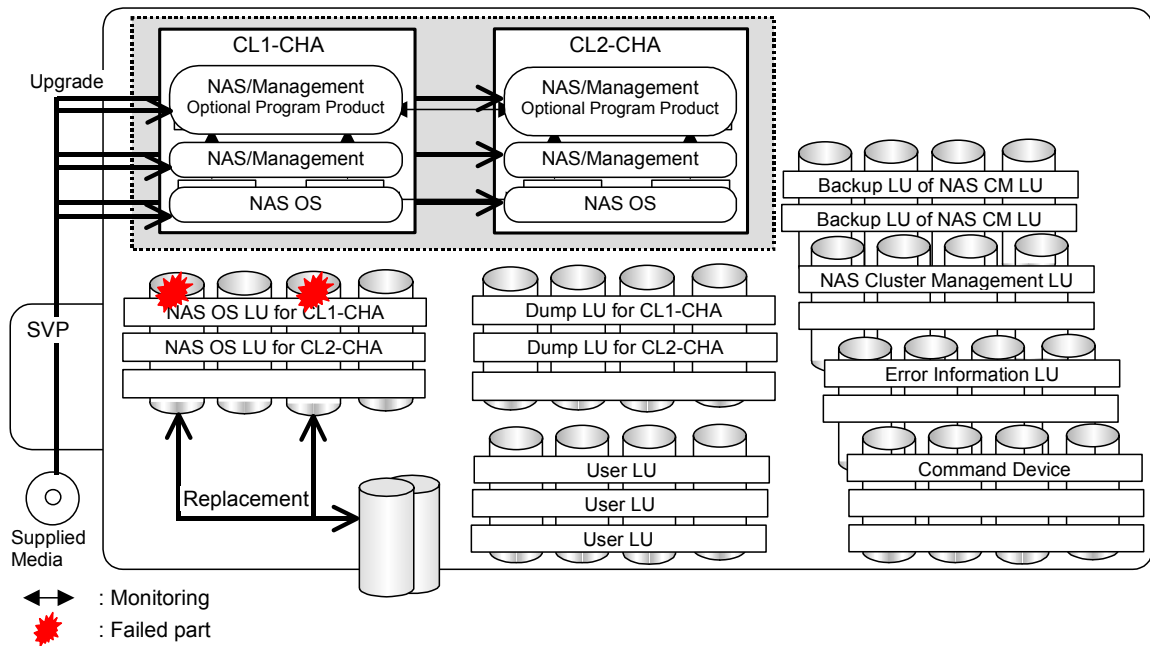 CL1-CHA
CL2-CHA
Upgrade
NAS/Management
Optional Program Product
NAS/Management
Optional Program Product
NAS/Management
NAS/Management
NAS OS
NAS OS
Backup LU of NAS CM LU
Backup LU of NAS CM LU
NAS Cluster Management LU
NAS OS LU for CL1-CHA
Dump LU for CL1-CHA
SVP
NAS OS LU for CL2-CHA
Dump LU for CL2-CHA
Error Information LU
User LU
Command Device
Replacement
User LU
User LU
Supplied
Media
: Monitoring
: Failed part